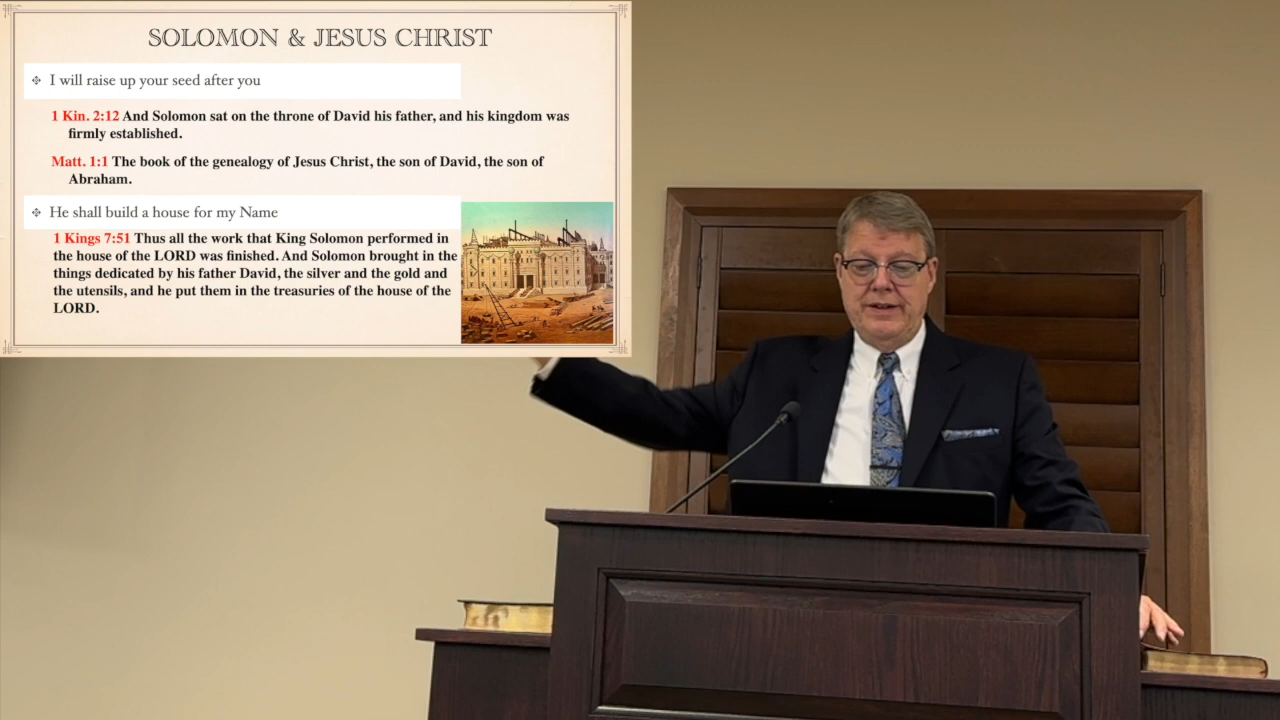 SOLOMON & JESUS CHRIST
I will raise up your seed after you
1 Kin. 2:12 And Solomon sat on the throne of David his father, and his kingdom was
firmly established.
Matt. 1:1 The book of the genealogy of Jesus Christ, the son of David, the son of
Abraham.
He shall build a house for my Name
1 Kings 7:51 Thus all the work that King Solomon performed in
the house of the LORD was finished. And Solomon brought in the
things dedicated by his father David, the silver and the gold and
the utensils, and he put them in the treasuries of the house of the
LORD.